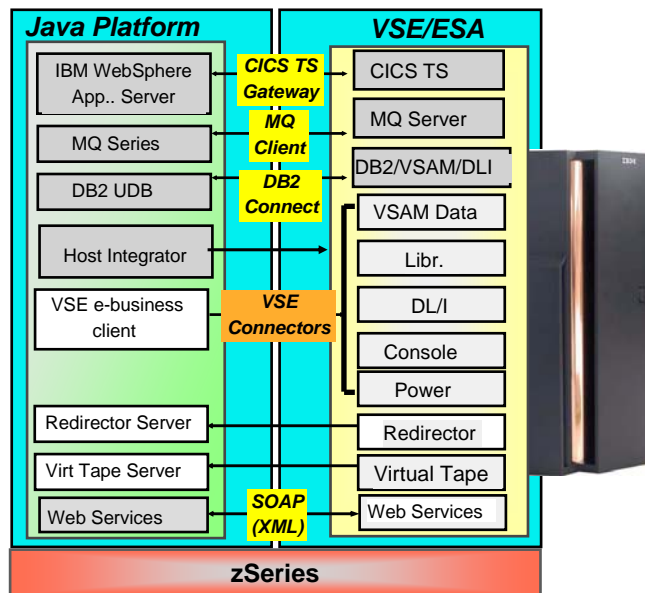 Java Platform
VSE/ESA
IBM WebSphere
App.. Server
CICS TS
Gateway
CICS TS
MQ Series
MQ
Client
MQ Server
DB2 UDB
DB2
Connect
DB2/VSAM/DLI
VSAM Data
Host Integrator
Libr.
VSE e-business
client
VSE
Connectors
DL/I
Console
Power
Redirector Server
Redirector
Virt Tape Server
Virtual Tape
Web Services
SOAP
(XML)
Web Services
zSeries